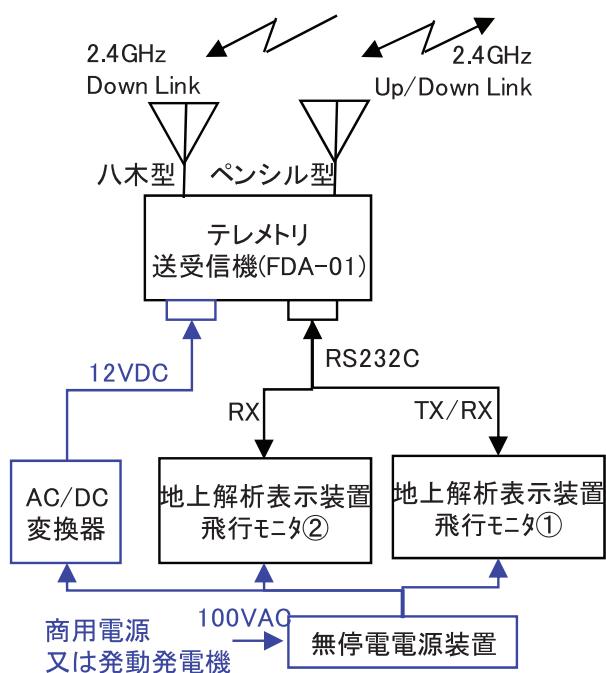 2.4GHz
Down Link
2.4GHz
Up/Down Link
八木型
ペンシル型
テレメトリ
送受信機(FDA-01)
12VDC
RS232C
RX
TX/RX
AC/DC
変換器
地上解析表示装置
飛行モニタ②
地上解析表示装置
飛行モニタ①
商用電源
又は発動発電機
100VAC
無停電電源装置